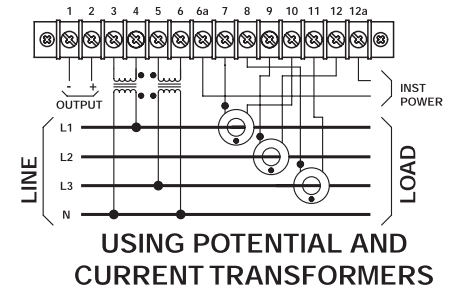 1 2 3 4 5 6 6a 7 8 9 10 11 12 12a
- +
OUTPUT
INST
POWER
LINE
L1
L2
L3
N
LOAD
USING POTENTIAL AND
CURRENT TRANSFORMERS